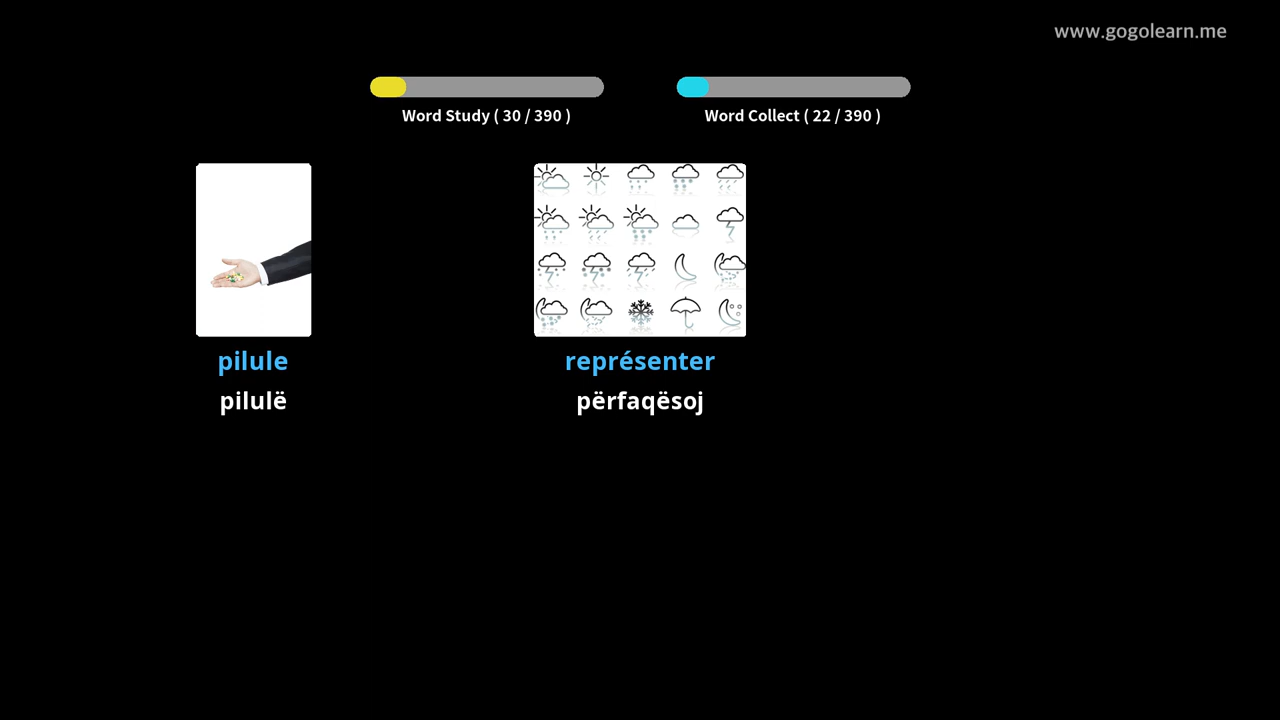 www.gogolearn.me
Word Study ( 30 / 390 )
Word Collect ( 22 / 390 )
pilule
pilulë
représenter
përfaqësoj